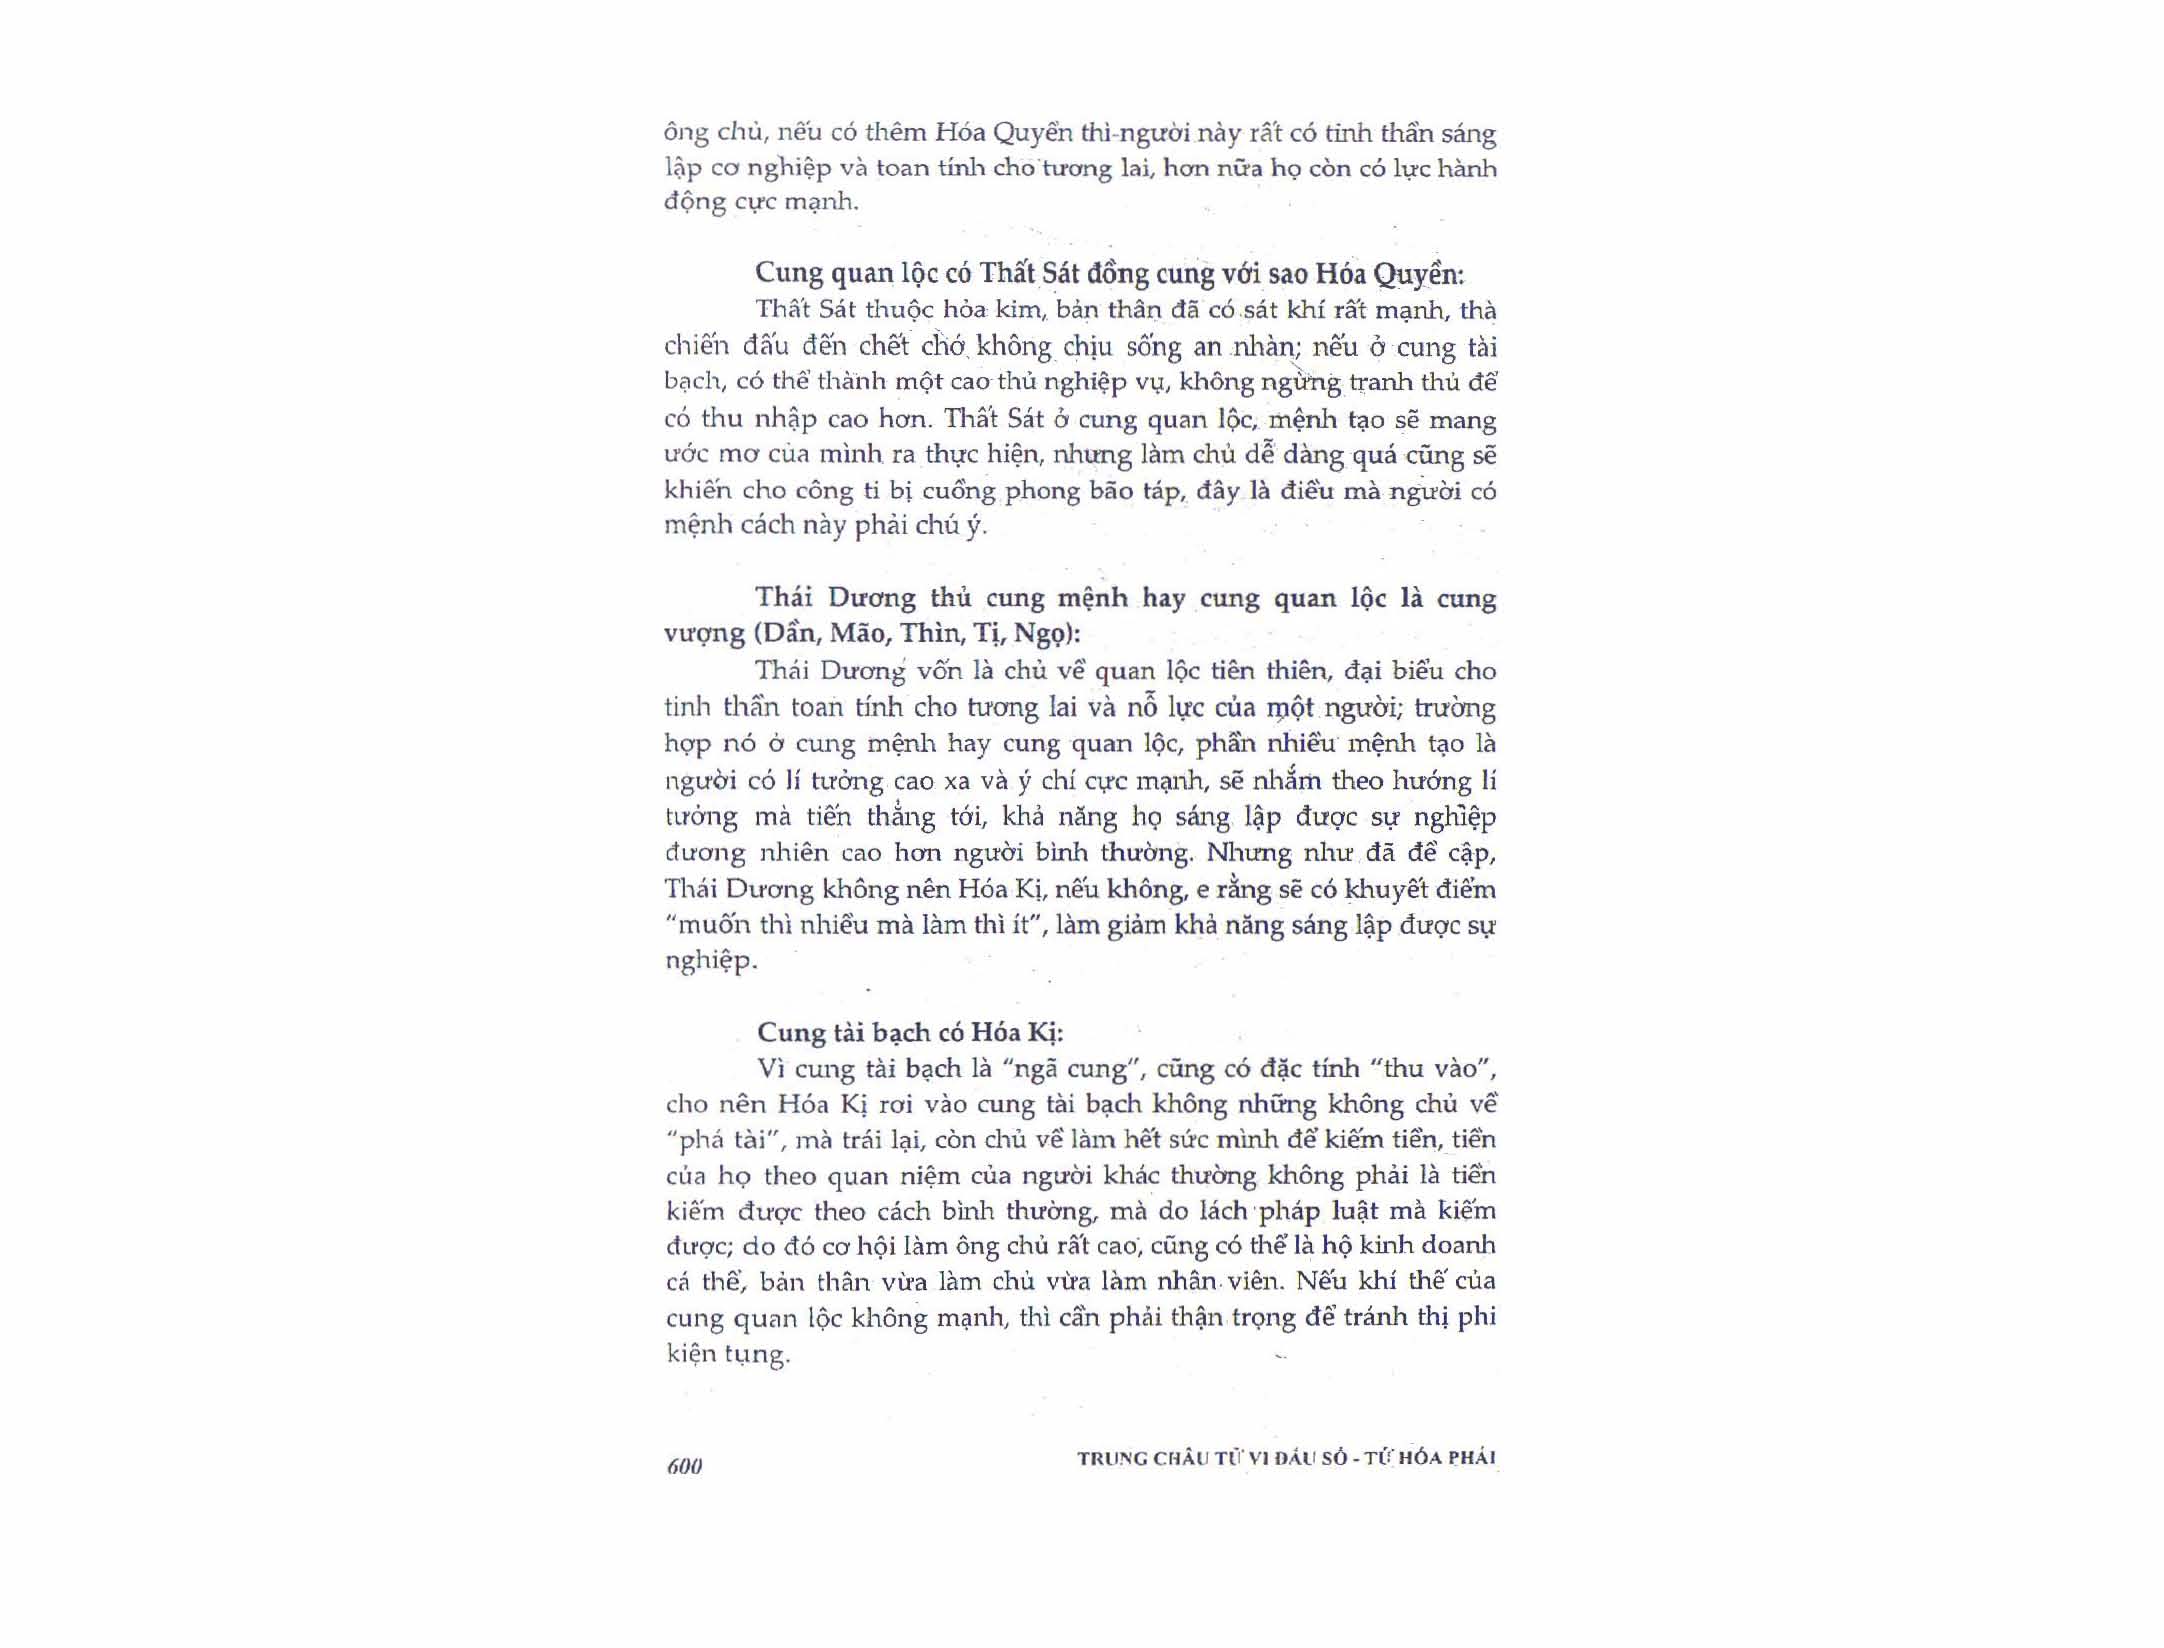 ông chủ, nếu có thêm Hóa Quyền thì người này rất có tinh thần sáng
lập cơ nghiệp và toan tính cho tương lai, hơn nữa họ còn có lực hành
động cực mạnh.
Cung quan lộc có Thất Sát đồng cung với sao Hóa Quyền:
Thất Sát thuộc hỏa kim, bản thân đã có sát khí rất mạnh, thà
chiến đấu đến chết chớ không chịu sống an nhàn; nếu ở cung tài
bạch, có thể thành một cao thủ nghiệp vụ, không ngừng tranh thủ để
có thu nhập cao hơn. Thất Sát ở cung quan lộc, mệnh tạo sẽ mang
ước mơ của mình ra thực hiện, nhưng làm chủ dễ dàng quá cũng sẽ
khiến cho công ti bị cuồng phong bão táp, đây là điều mà người có
mệnh cách này phải chú ý.
Thái Dương thủ cung mệnh hay cung quan lộc là cung
vượng (Dần, Mão, Thìn, Tị, Ngọ):
Thái Dương vốn là chủ về quan lộc tiên thiên, đại biểu cho
tinh thần toan tính cho tương lai và nỗ lực của một người; trường
hợp nó ở cung mệnh hay cung quan lộc, phần nhiều mệnh tạo là
người có lí tưởng cao xa và ý chí cực mạnh, sẽ nhắm theo hướng lí
tưởng mà tiến thẳng tới, khả năng họ sáng lập được sự nghiệp
đương nhiên cao hơn người bình thường. Nhưng như đã đề cập,
Thái Dương không nên Hóa Kị, nếu không, e rằng sẽ có khuyết điểm
"muốn thì nhiều mà làm thì ít", làm giảm khả năng sáng lập được sự
nghiệp.
Cung tài bạch có Hóa Kị:
Vì cung tài bạch là "ngã cung", cũng có đặc tính "thu vào",
cho nên Hóa Kị rơi vào cung tài bạch không những không chủ về
"phá tài", mà trái lại, còn chủ về làm hết sức mình để kiếm tiền, tiền
của họ theo quan niệm của người khác thường không phải là tiền
kiếm được theo cách bình thường, mà do lách pháp luật mà kiếm
được; do đó cơ hội làm ông chủ rất cao, cũng có thể là hộ kinh doanh
cá thể, bản thân vừa làm chủ vừa làm nhân viên. Nếu khí thế của
cung quan lộc không mạnh, thì cần phải thận trọng để tránh thị phi
kiện tụng.
600
TRUNG CHÂU TỬ VI ĐẨU SỐ - TỨ HÓA PHÁI